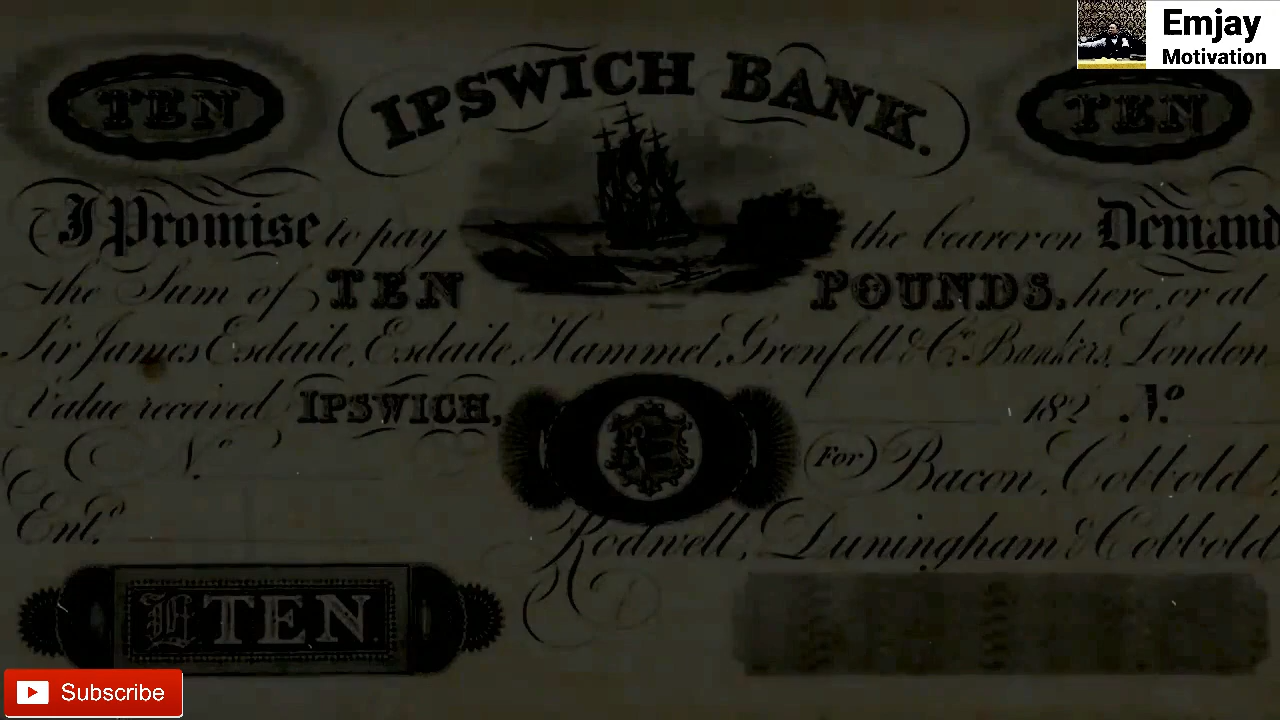 Emjay
Motivation
TEN
IPSWICH BANK.
TEN
I Promise to pay the bearer on Demand
the Sum of TEN POUNDS, here, or at
Sir James Esdaile, Esdaile, Hammet, Grenfell & Co. Bankers, London,
Value received IPSWICH, 182 . No
No
(For) Bacon, Cobbold,
Ent.d
Rodwell, Duningham & Cobbold
£ TEN
Subscribe